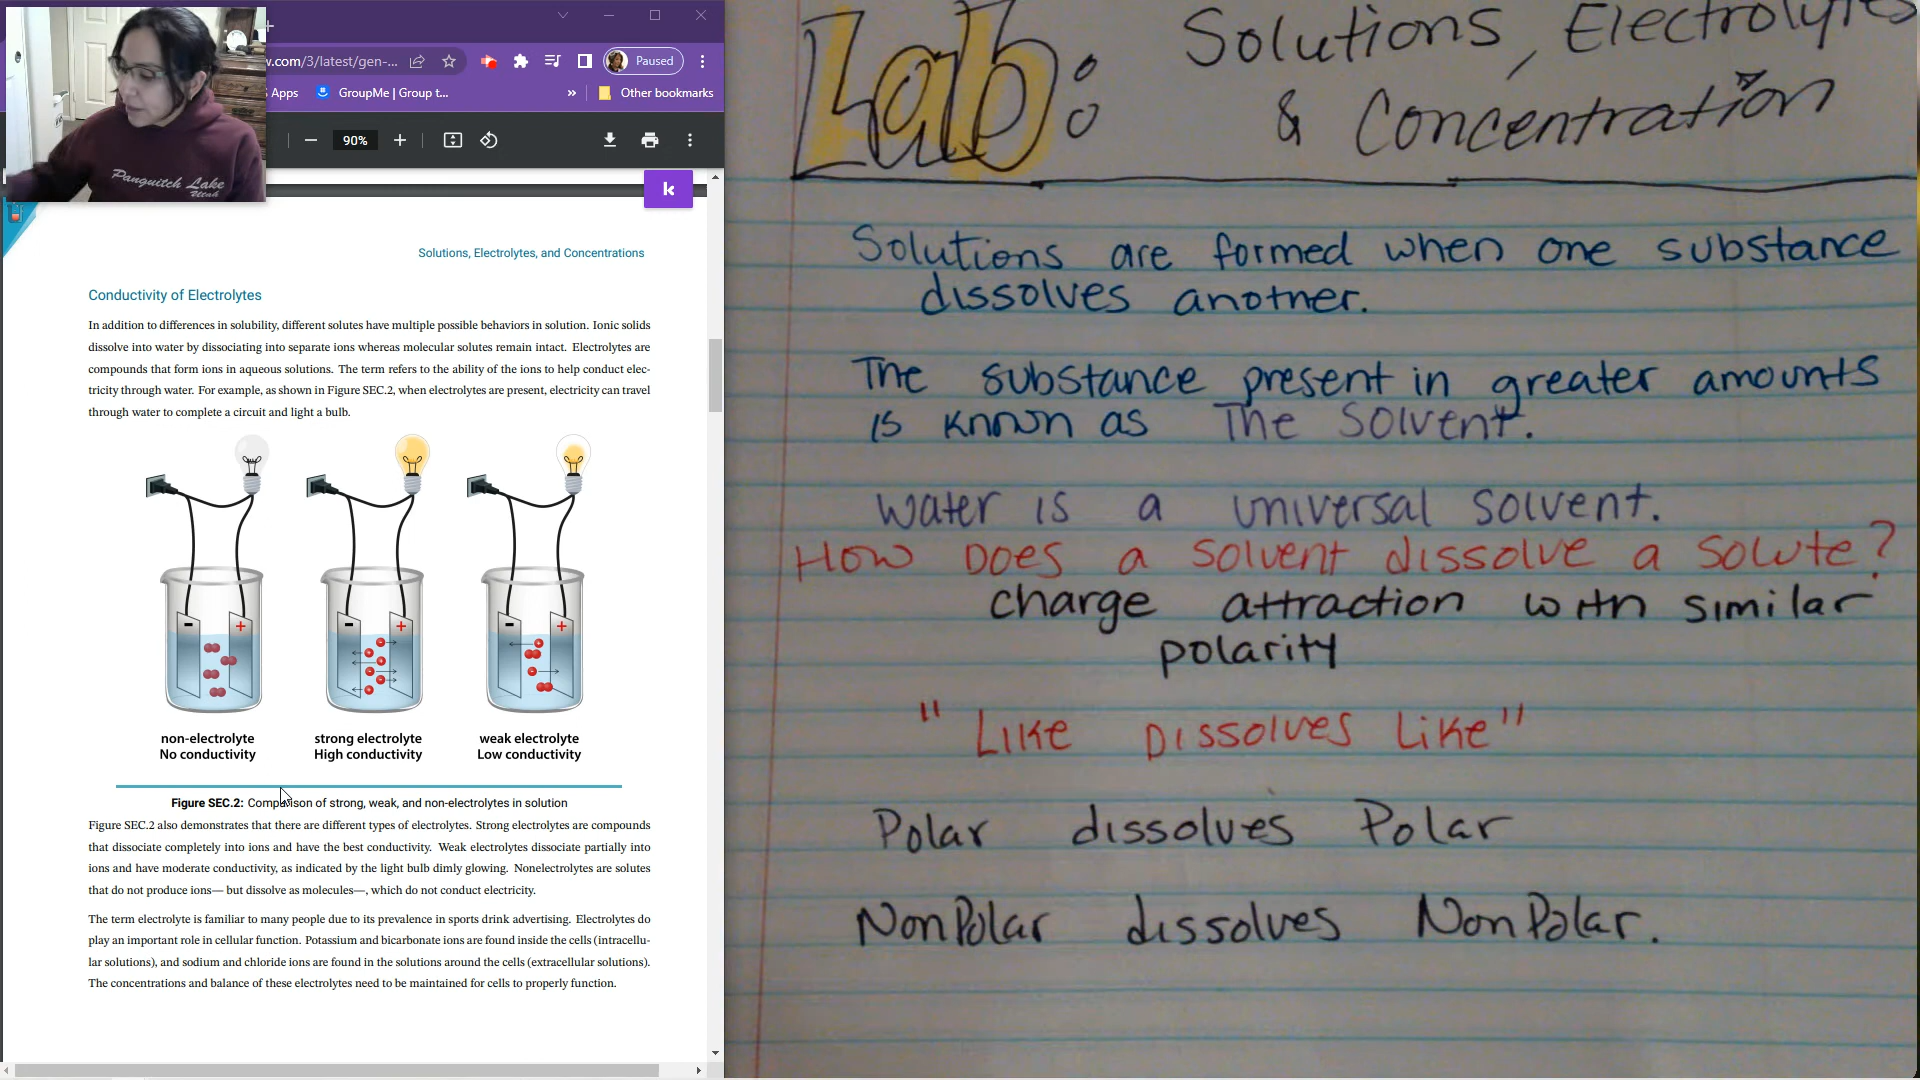 w.com/3/latest/gen-...
Paused
Apps
GroupMe | Group t...
»
Other bookmarks
90%
Panguitch Lake
Utah
k
Solutions, Electrolytes, and Concentrations
Conductivity of Electrolytes
In addition to differences in solubility, different solutes have multiple possible behaviors in solution. Ionic solids
dissolve into water by dissociating into separate ions whereas molecular solutes remain intact. Electrolytes are
compounds that form ions in aqueous solutions. The term refers to the ability of the ions to help conduct elec-
tricity through water. For example, as shown in Figure SEC.2, when electrolytes are present, electricity can travel
through water to complete a circuit and light a bulb.
- + - + - +
non-electrolyte strong electrolyte weak electrolyte
No conductivity High conductivity Low conductivity
Figure SEC.2: Comparison of strong, weak, and non-electrolytes in solution
Figure SEC.2 also demonstrates that there are different types of electrolytes. Strong electrolytes are compounds
that dissociate completely into ions and have the best conductivity. Weak electrolytes dissociate partially into
ions and have moderate conductivity, as indicated by the light bulb dimly glowing. Nonelectrolytes are solutes
that do not produce ions— but dissolve as molecules—, which do not conduct electricity.
The term electrolyte is familiar to many people due to its prevalence in sports drink advertising. Electrolytes do
play an important role in cellular function. Potassium and bicarbonate ions are found inside the cells (intracellu-
lar solutions), and sodium and chloride ions are found in the solutions around the cells (extracellular solutions).
The concentrations and balance of these electrolytes need to be maintained for cells to properly function.
Lab: Solutions, Electrolytes
& Concentration
Solutions are formed when one substance
dissolves another.
The substance present in greater amounts
is known as The Solvent.
Water is a universal solvent.
How Does a solvent dissolve a solute?
charge attraction with similar
polarity
"Like Dissolves Like"
Polar dissolves Polar
NonPolar dissolves NonPolar.